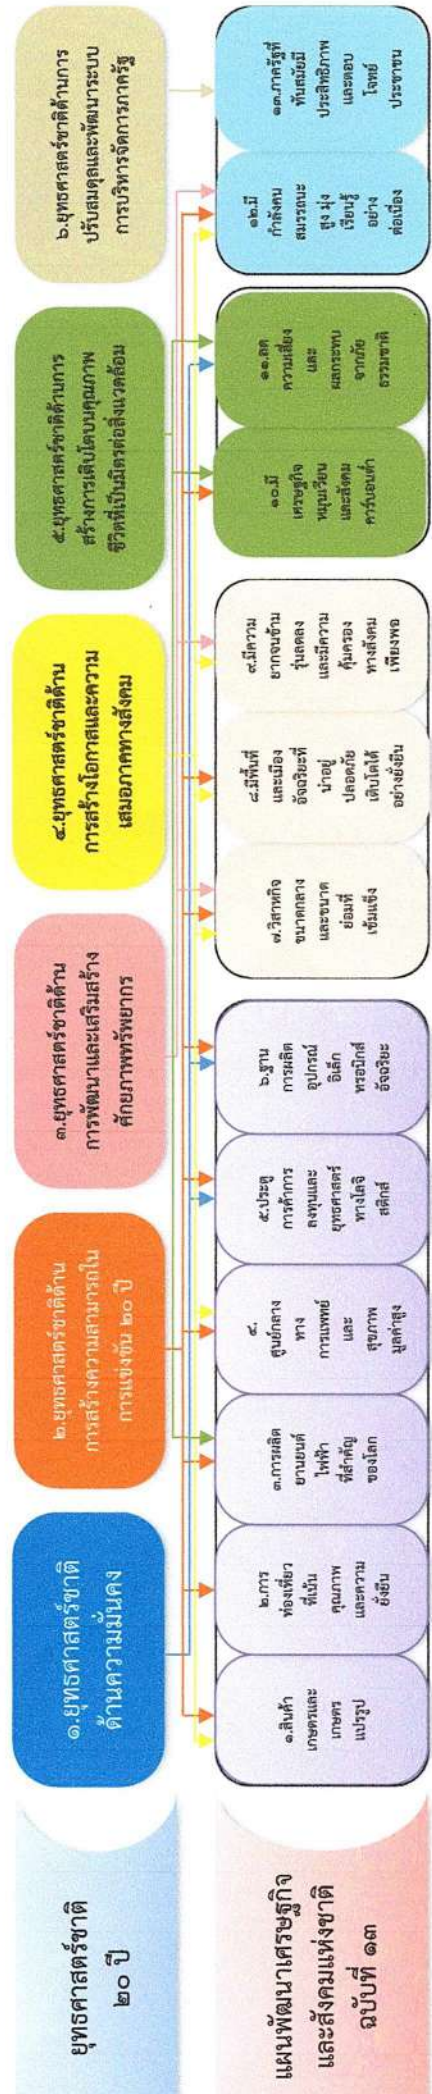 ยุทธศาสตร์ชาติ
๒๐ ปี
๑.ยุทธศาสตร์ชาติ
ด้านความมั่นคง
๒.ยุทธศาสตร์ชาติด้าน
การสร้างความสามารถใน
การแข่งขัน ๒๐ ปี
๓.ยุทธศาสตร์ชาติด้าน
การพัฒนาและเสริมสร้าง
ศักยภาพทรัพยากร
๔.ยุทธศาสตร์ชาติด้าน
การสร้างโอกาสและความ
เสมอภาคทางสังคม
๕.ยุทธศาสตร์ชาติด้านการ
สร้างการเติบโตบนคุณภาพ
ชีวิตที่เป็นมิตรต่อสิ่งแวดล้อม
๖.ยุทธศาสตร์ชาติด้านการ
ปรับสมดุลและพัฒนาระบบ
การบริหารจัดการภาครัฐ
แผนพัฒนาเศรษฐกิจ
และสังคมแห่งชาติ
ฉบับที่ ๑๓
๑.สินค้า
เกษตรและ
เกษตร
แปรรูป
๒.การ
ท่องเที่ยว
ที่เน้น
คุณภาพ
และความ
ยั่งยืน
๓.การผลิต
ยานยนต์
ไฟฟ้า
ที่สำคัญ
ของโลก
๔.
ศูนย์กลาง
ทาง
การแพทย์
และ
สุขภาพ
มูลค่าสูง
๕.ประตู
การค้าการ
ลงทุนและ
ยุทธศาสตร์
ทางโลจิ
สติกส์
๖.ฐาน
การผลิต
อุปกรณ์
อิเล็ก
ทรอนิกส์
อัจฉริยะ
๗.วิสาหกิจ
ขนาดกลาง
และขนาด
ย่อมที่
เข้มแข็ง
๘.มีพื้นที่
และเมือง
อัจฉริยะที่
น่าอยู่
ปลอดภัย
เติบโตได้
อย่างยั่งยืน
๙.มีความ
ยากจนข้าม
รุ่นลดลง
และมีความ
คุ้มครอง
ทางสังคม
เพียงพอ
๑๐.มี
เศรษฐกิจ
หมุนเวียน
และสังคม
คาร์บอนต่ำ
๑๑.ลด
ความเสี่ยง
และ
ผลกระทบ
จากภัย
ธรรมชาติ
๑๒.มี
กำลังคน
สมรรถนะ
สูง มุ่ง
เรียนรู้
อย่าง
ต่อเนื่อง
๑๓.ภาครัฐที่
ทันสมัยมี
ประสิทธิภาพ
และตอบ
โจทย์
ประชาชน